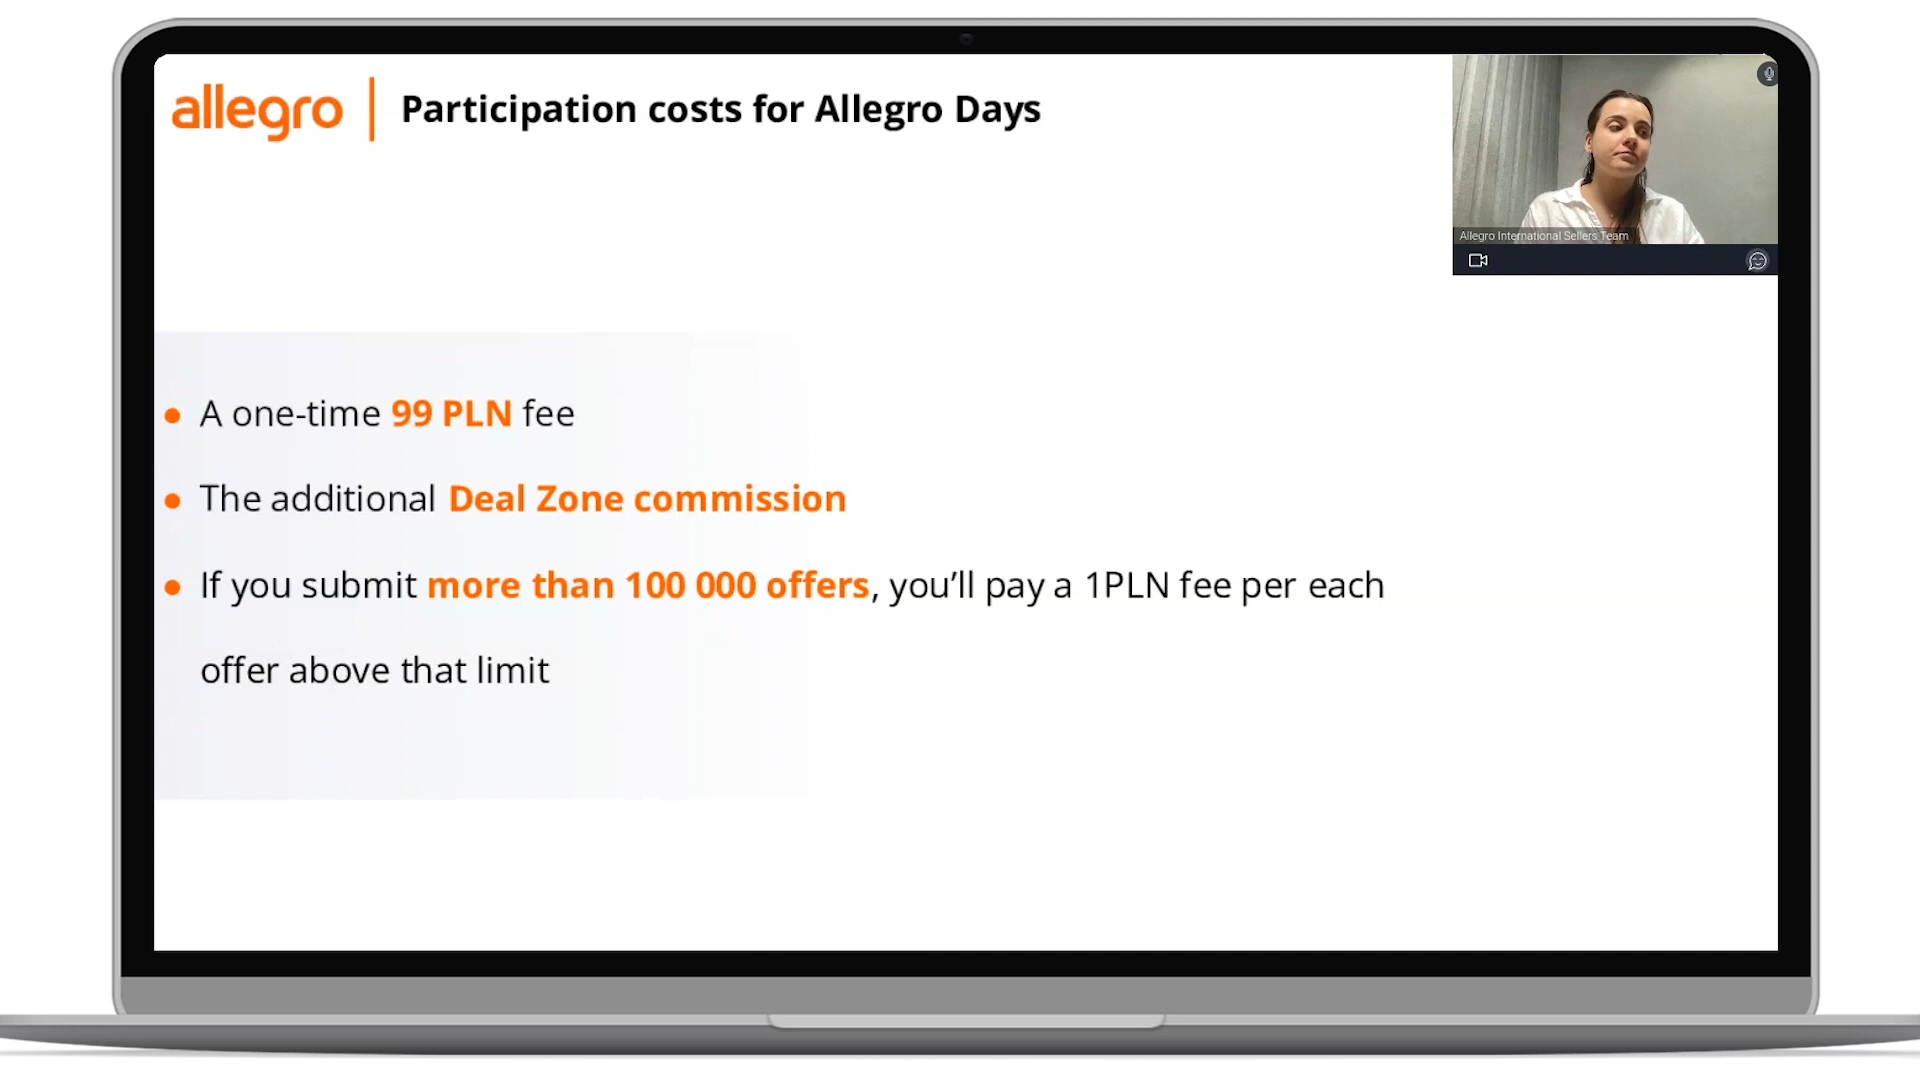 allegro
Participation costs for Allegro Days
Allegro International Sellers Team
A one-time 99 PLN fee
The additional Deal Zone commission
If you submit more than 100 000 offers, you’ll pay a 1PLN fee per each
offer above that limit